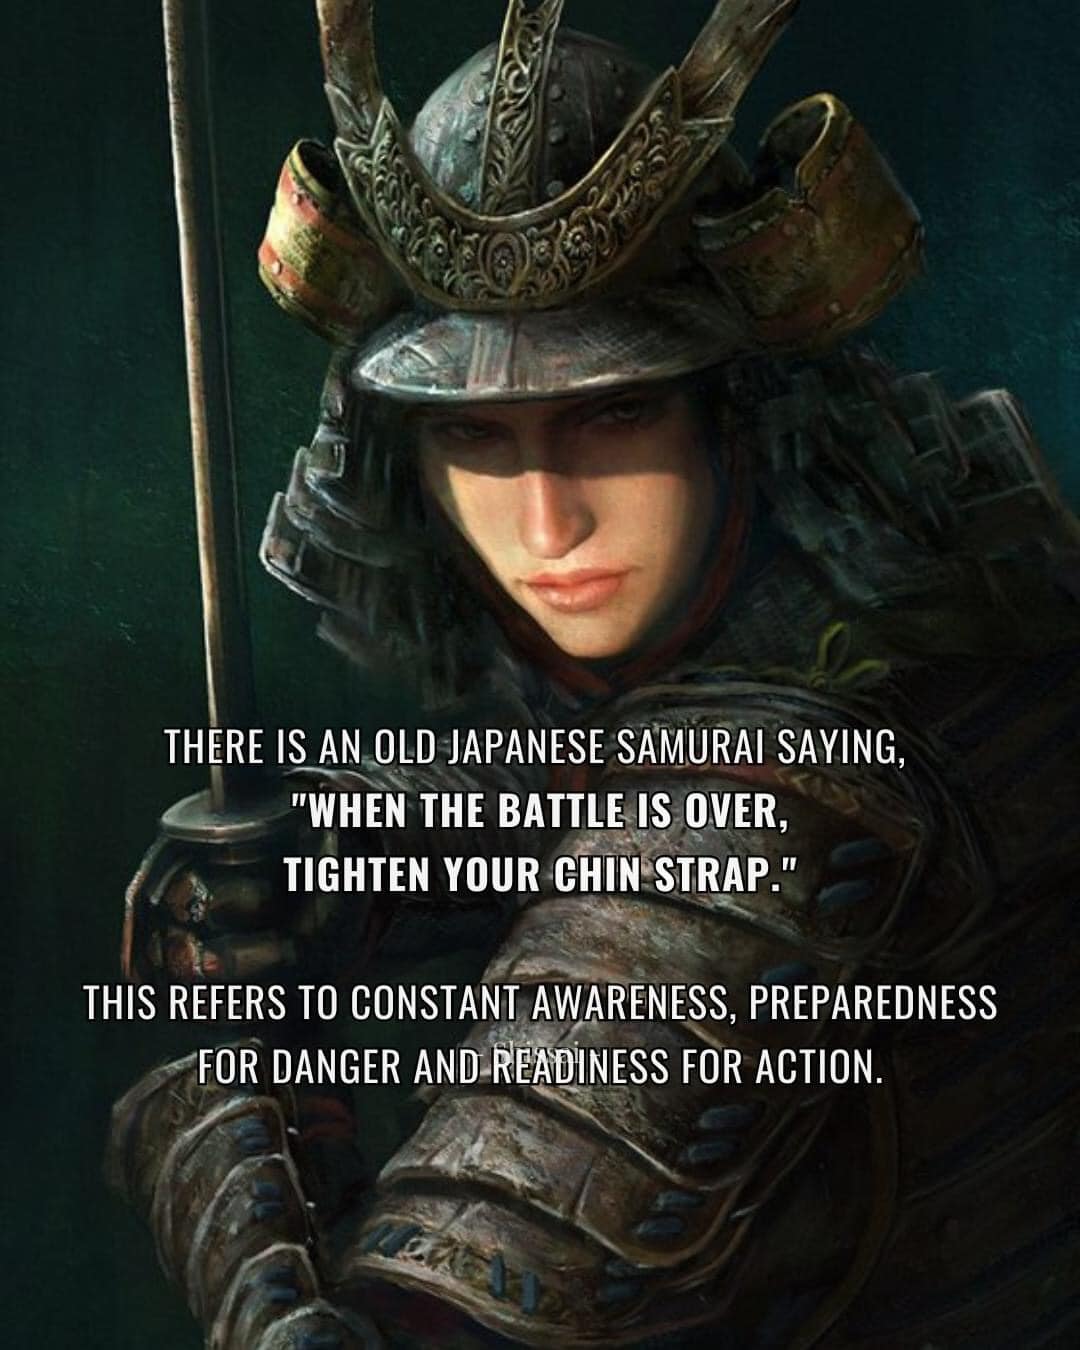 THERE IS AN OLD JAPANESE SAMURAI SAYING,
"WHEN THE BATTLE IS OVER,
TIGHTEN YOUR CHIN STRAP."
THIS REFERS TO CONSTANT AWARENESS, PREPAREDNESS
FOR DANGER AND READINESS FOR ACTION.